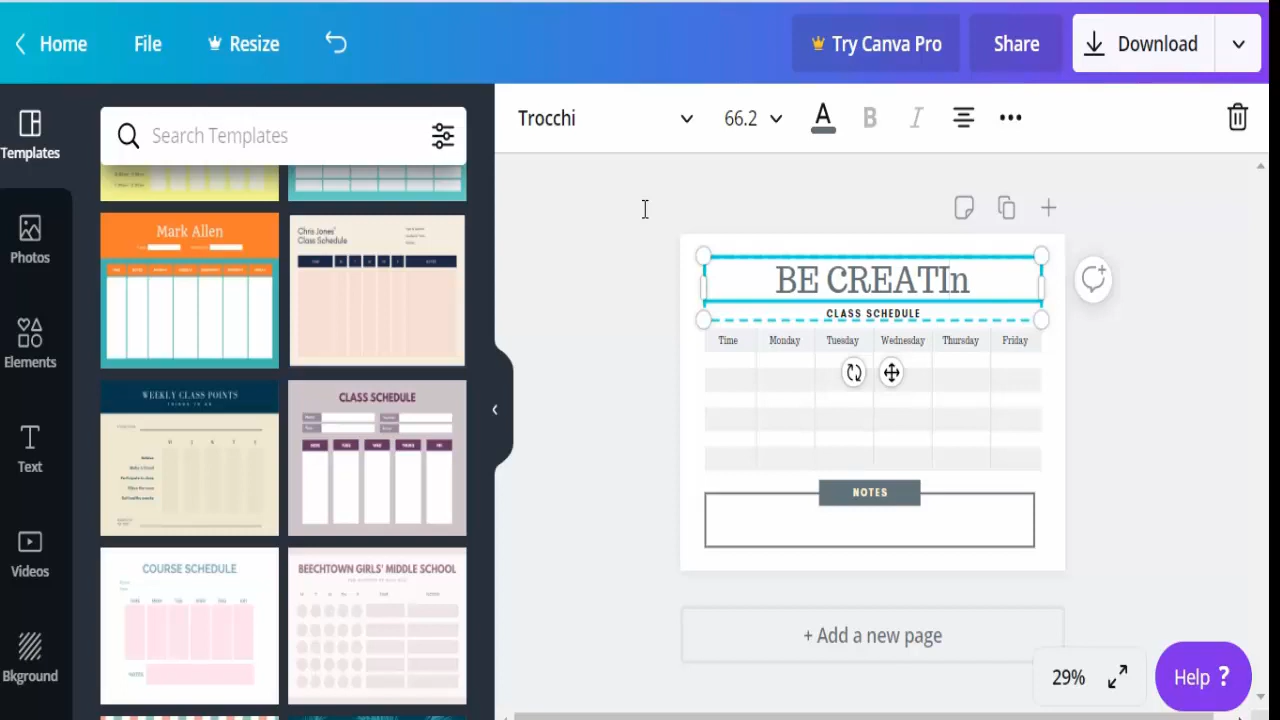 Home File Resize Try Canva Pro Share Download
Templates
Search Templates
Trocchi 66.2 A B I
Photos
Elements
Text
Videos
Bkground
Mark Allen
Chris Jones'
Class Schedule
WEEKLY CLASS POINTS
CLASS SCHEDULE
COURSE SCHEDULE
BEECHTOWN GIRLS' MIDDLE SCHOOL
NOTES
BE CREATIn
CLASS SCHEDULE
Time Monday Tuesday Wednesday Thursday Friday
NOTES
+ Add a new page
29%
Help ?